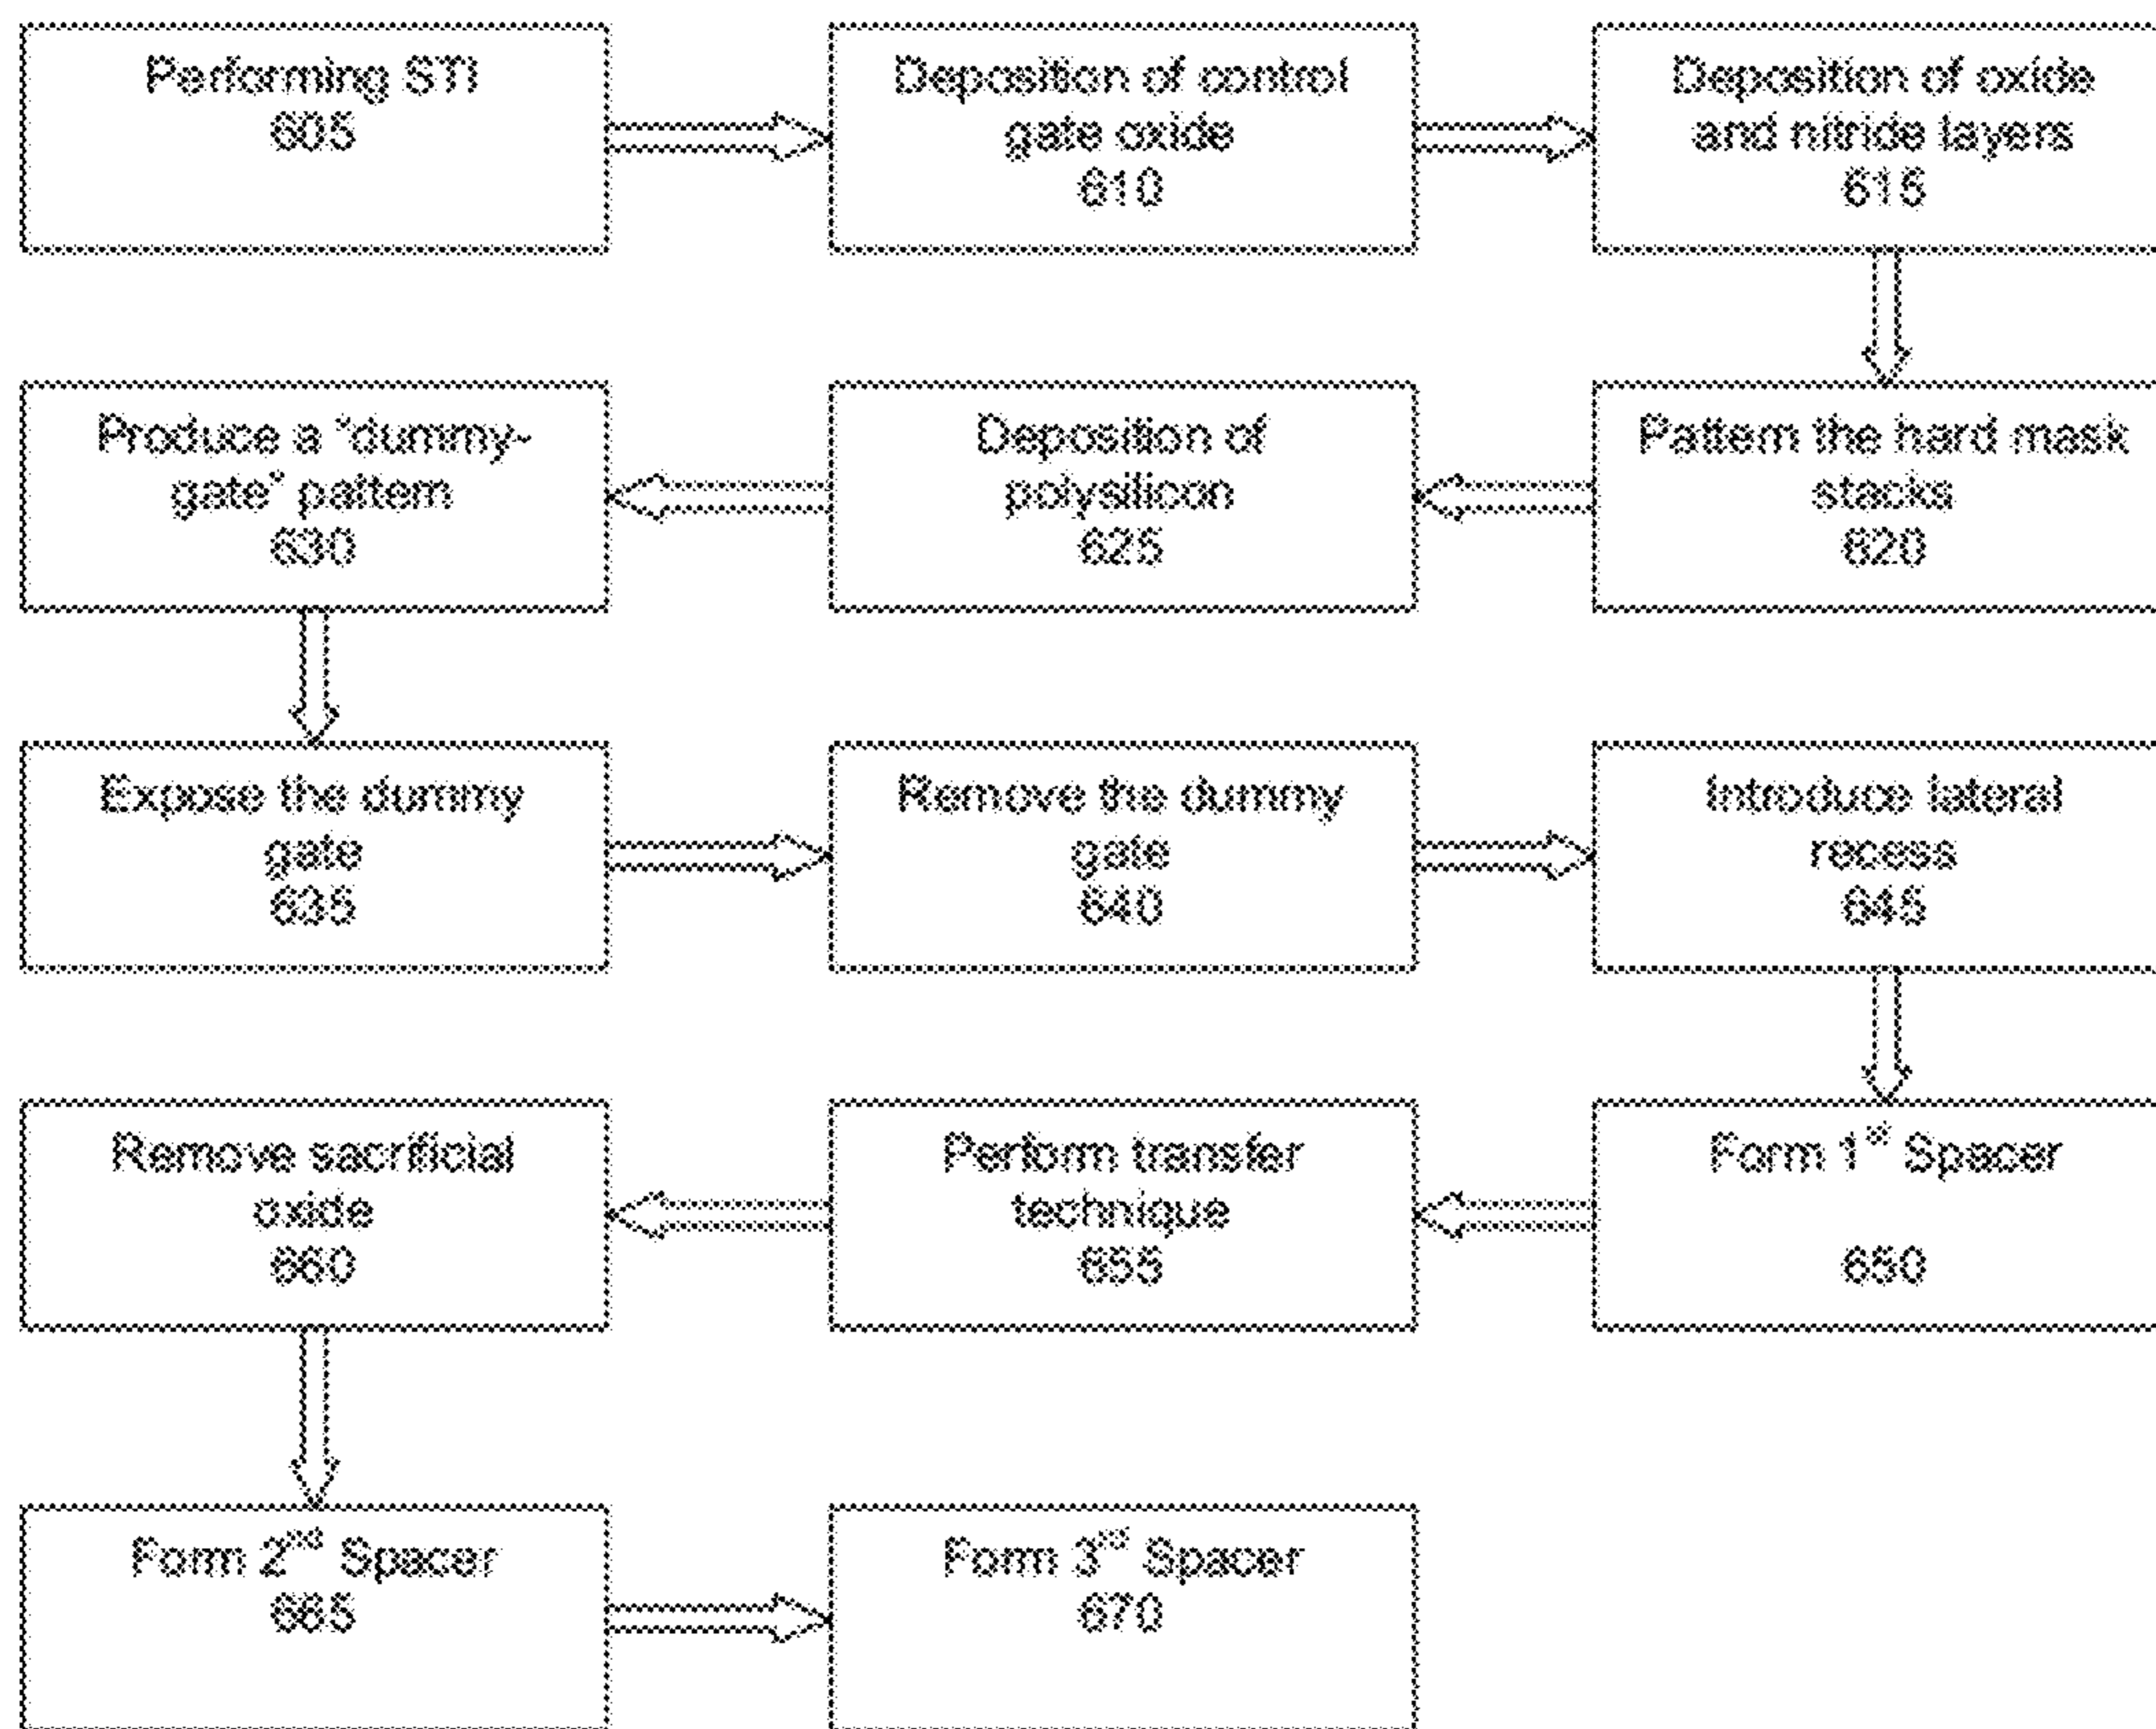 Performing STI
605
Deposition of control
gate oxide
610
Deposition of oxide
and nitride layers
615
Pattern the hard mask
stacks
620
Deposition of
polysilicon
625
Produce a "dummy-
gate" pattern
630
Expose the dummy
gate
635
Remove the dummy
gate
640
Introduce lateral
recess
645
Form 1st Spacer
650
Perform transfer
technique
655
Remove sacrificial
oxide
660
Form 2nd Spacer
665
Form 3rd Spacer
670